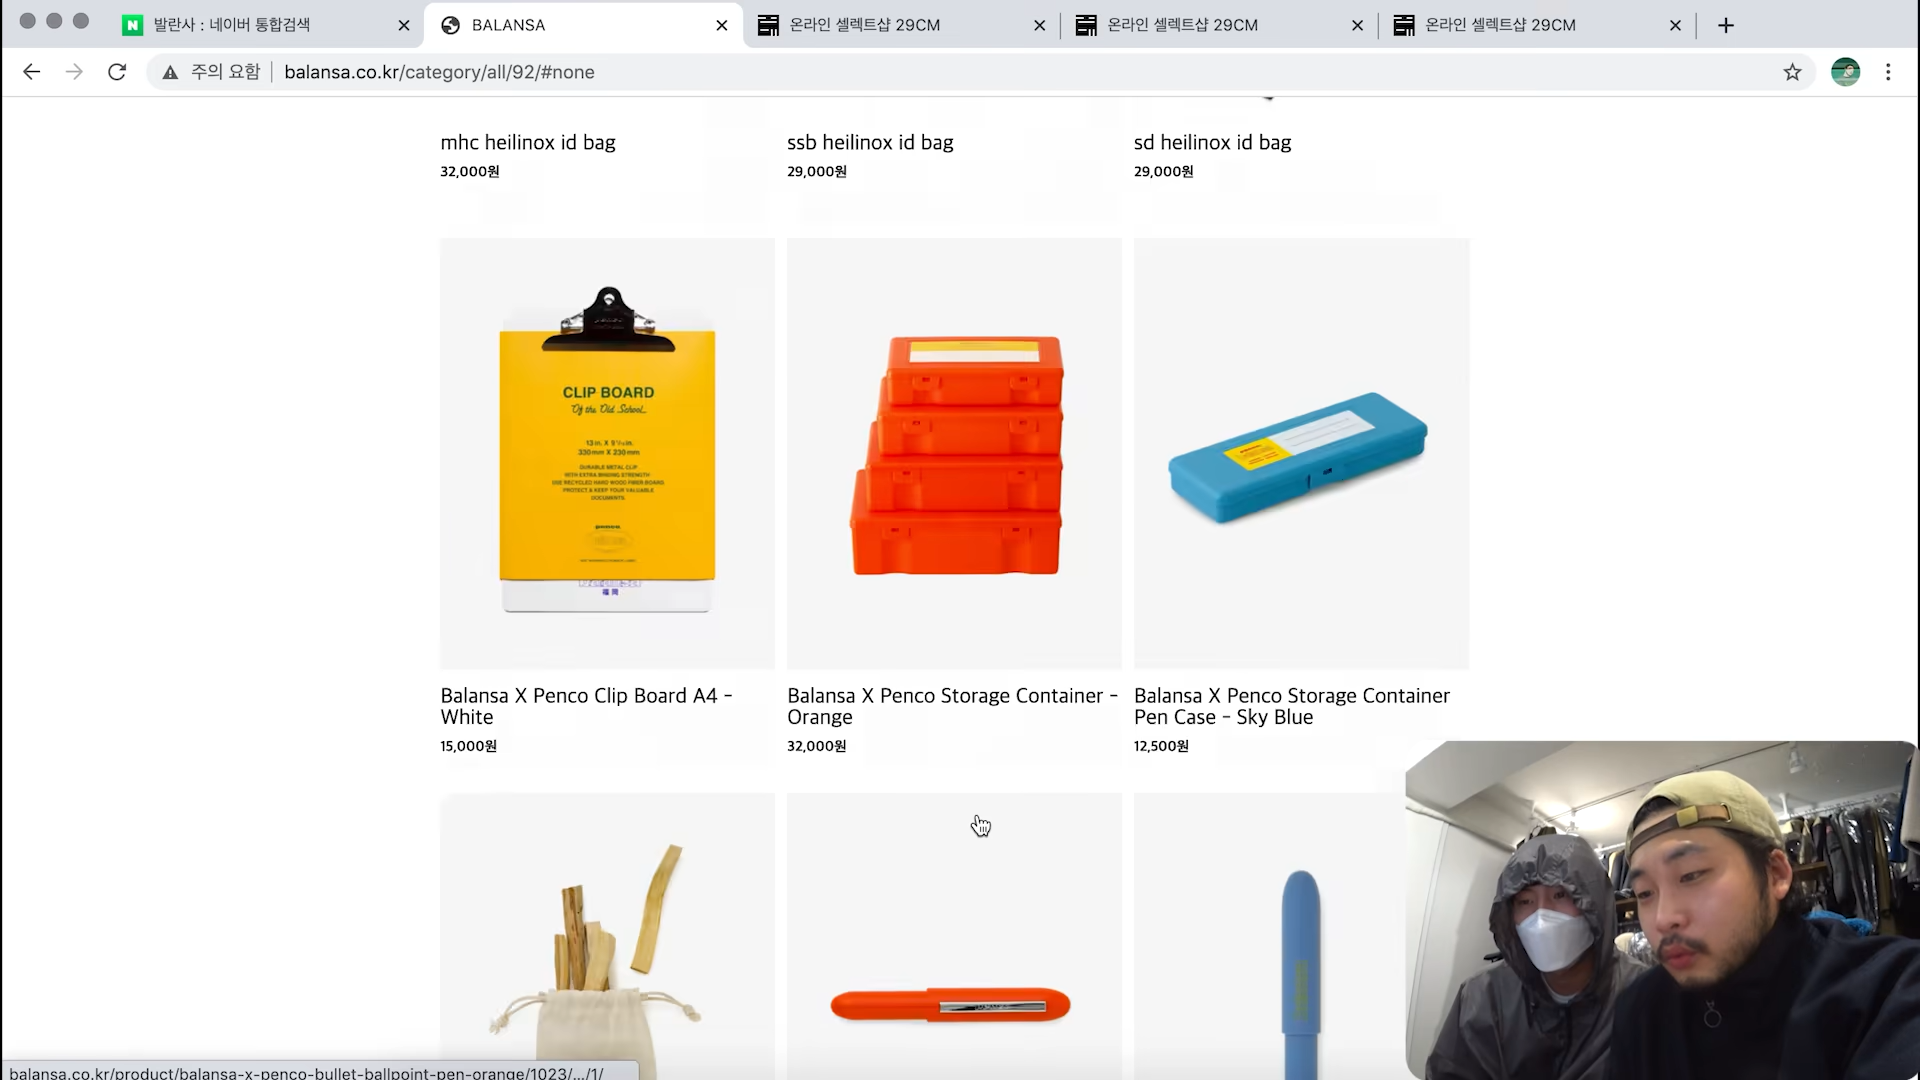 발란사 : 네이버 통합검색
BALANSA
온라인 셀렉트샵 29CM
온라인 셀렉트샵 29CM
온라인 셀렉트샵 29CM
주의 요함
balansa.co.kr/category/all/92/#none
mhc heilinox id bag
32,000원
ssb heilinox id bag
29,000원
sd heilinox id bag
29,000원
CLIP BOARD
Of the Old School
13 in. X 9 1/16 in.
330mm X 230mm
DURABLE METAL CLIP
WITH EXTRA BINDING STRENGTH
USE RECYCLED HARD WOOD FIBER BOARD.
PROTECT & KEEP YOUR VALUABLE
DOCUMENTS.
penco
Balansa X Penco Clip Board A4 -
White
15,000원
Balansa X Penco Storage Container -
Orange
32,000원
Balansa X Penco Storage Container
Pen Case - Sky Blue
12,500원
balansa.co.kr/product/balansa-x-penco-bullet-ballpoint-pen-orange/1023/.../1/